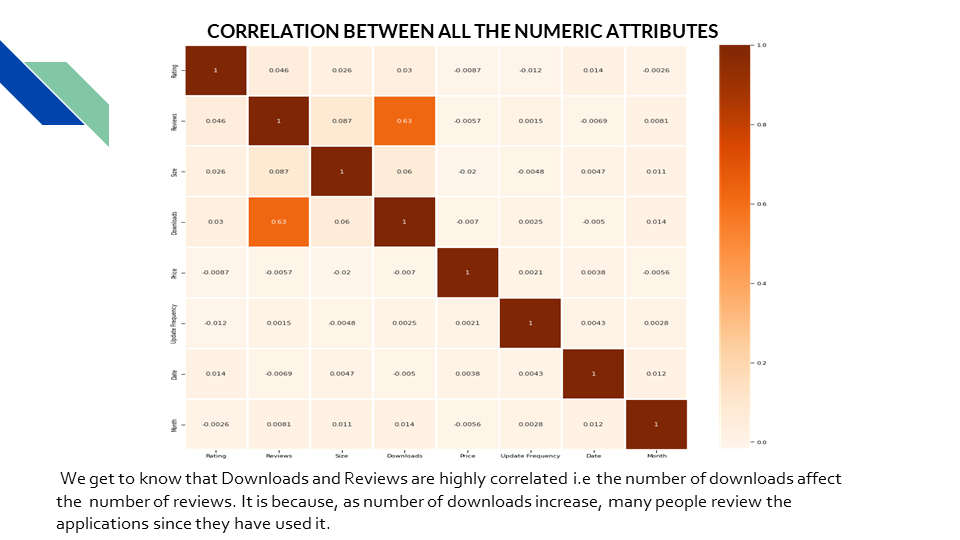 CORRELATION BETWEEN ALL THE NUMERIC ATTRIBUTES
Rating 1 0.046 0.026 0.03 -0.0087 -0.012 0.014 -0.0026
Reviews 0.046 1 0.087 0.63 -0.0057 0.0015 -0.0069 0.0081
Size 0.026 0.087 1 0.06 -0.02 -0.0048 0.0047 0.011
Downloads 0.03 0.63 0.06 1 -0.007 0.0025 -0.005 0.014
Price -0.0087 -0.0057 -0.02 -0.007 1 0.0021 0.0038 -0.0056
Update Frequency -0.012 0.0015 -0.0048 0.0025 0.0021 1 0.0043 0.0028
Date 0.014 -0.0069 0.0047 -0.005 0.0038 0.0043 1 0.012
Month -0.0026 0.0081 0.011 0.014 -0.0056 0.0028 0.012 1
Rating Reviews Size Downloads Price Update Frequency Date Month
1.0
0.8
0.6
0.4
0.2
0.0
We get to know that Downloads and Reviews are highly correlated i.e the number of downloads affect
the number of reviews. It is because, as number of downloads increase, many people review the
applications since they have used it.